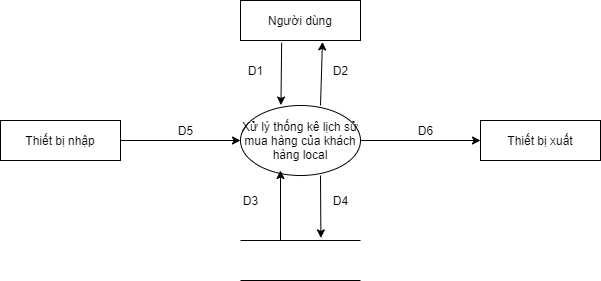 Người dùng
D1
D2
Xử lý thống kê lịch sử
mua hàng của khách
hàng local
Thiết bị nhập
D5
D6
Thiết bị xuất
D3
D4